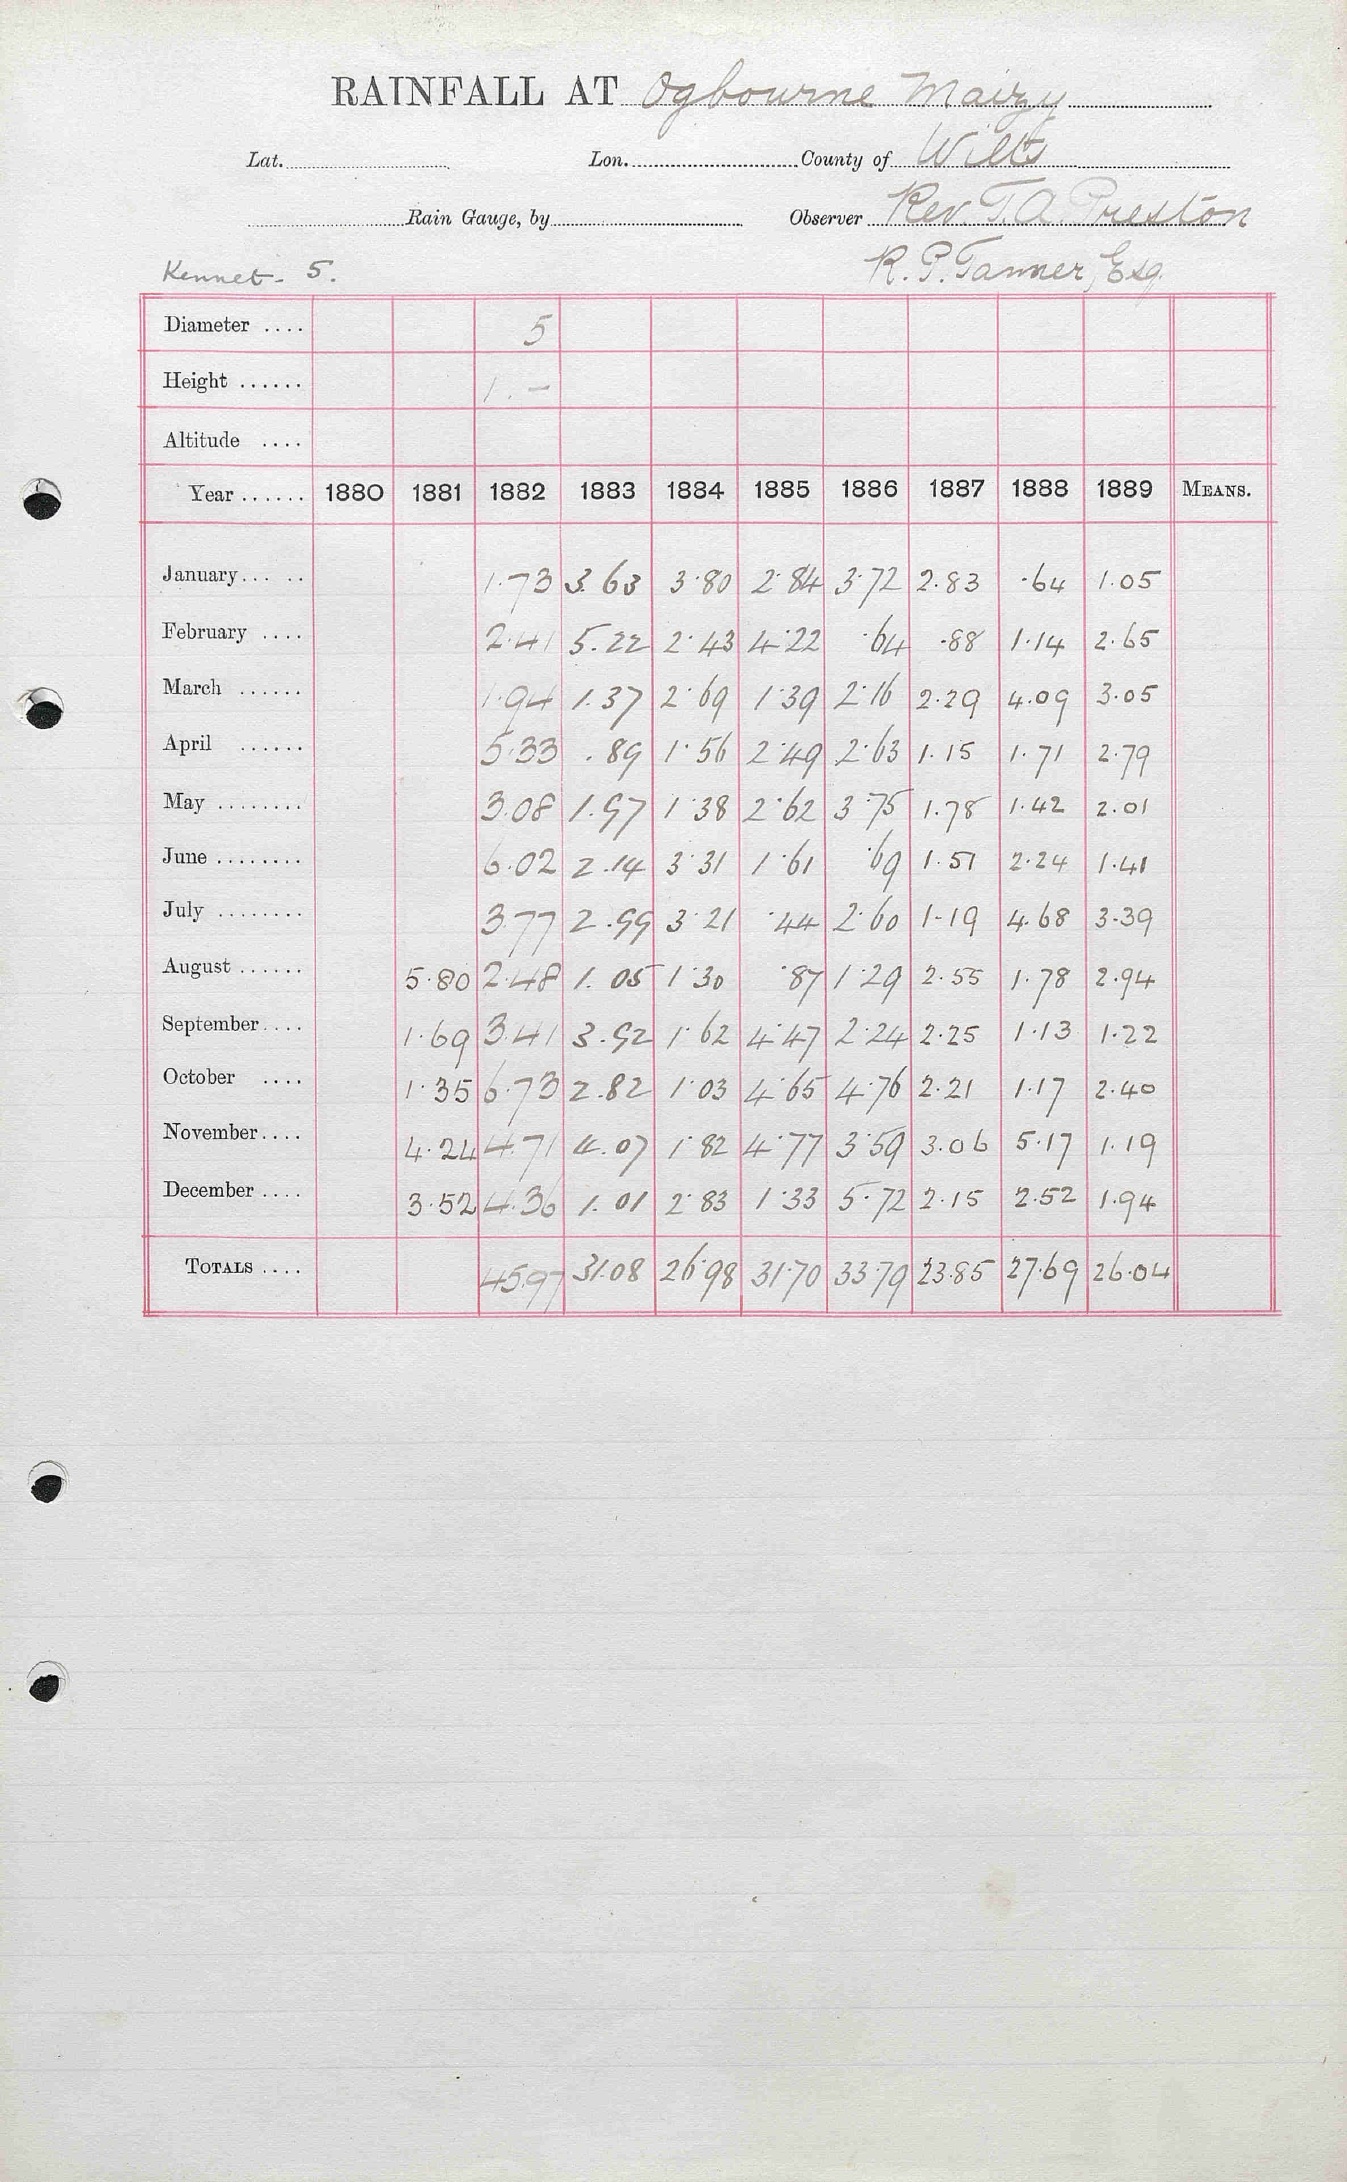 RAINFALL AT Ogbourne Maizy
Lat. Lon. County of Wilts
Rain Gauge, by Observer Rev. T. A. Preston
Kennet - 5. R. P. Tanner, Esq
Diameter .... 5
Height ...... 1. -
Altitude ....
Year ...... 1880 1881 1882 1883 1884 1885 1886 1887 1888 1889 MEANS.
January... .. 1.73 3.63 3.80 2.84 3.72 2.83 .64 1.05
February .... 2.41 5.22 2.43 4.22 .64 .88 1.14 2.65
March ...... 1.94 1.37 2.69 1.39 2.16 2.29 4.09 3.05
April ...... 5.33 .89 1.56 2.49 2.63 1.15 1.71 2.79
May ........ 3.08 1.97 1.38 2.62 3.75 1.78 1.42 2.01
June ........ 6.02 2.14 3.31 1.61 .69 1.51 2.24 1.41
July ........ 3.77 2.99 3.21 .44 2.60 1.19 4.68 3.39
August ...... 5.80 2.48 1.05 1.30 .87 1.29 2.55 1.78 2.94
September .... 1.69 3.41 3.92 1.62 4.47 2.24 2.25 1.13 1.22
October .... 1.35 6.73 2.82 1.03 4.65 4.76 2.21 1.17 2.40
November .... 4.24 4.71 4.07 1.82 4.77 3.59 3.06 5.17 1.19
December .... 3.52 4.36 1.01 2.83 1.33 5.72 2.15 2.52 1.94
TOTALS .... 45.97 31.08 26.98 31.70 33.79 23.85 27.69 26.04